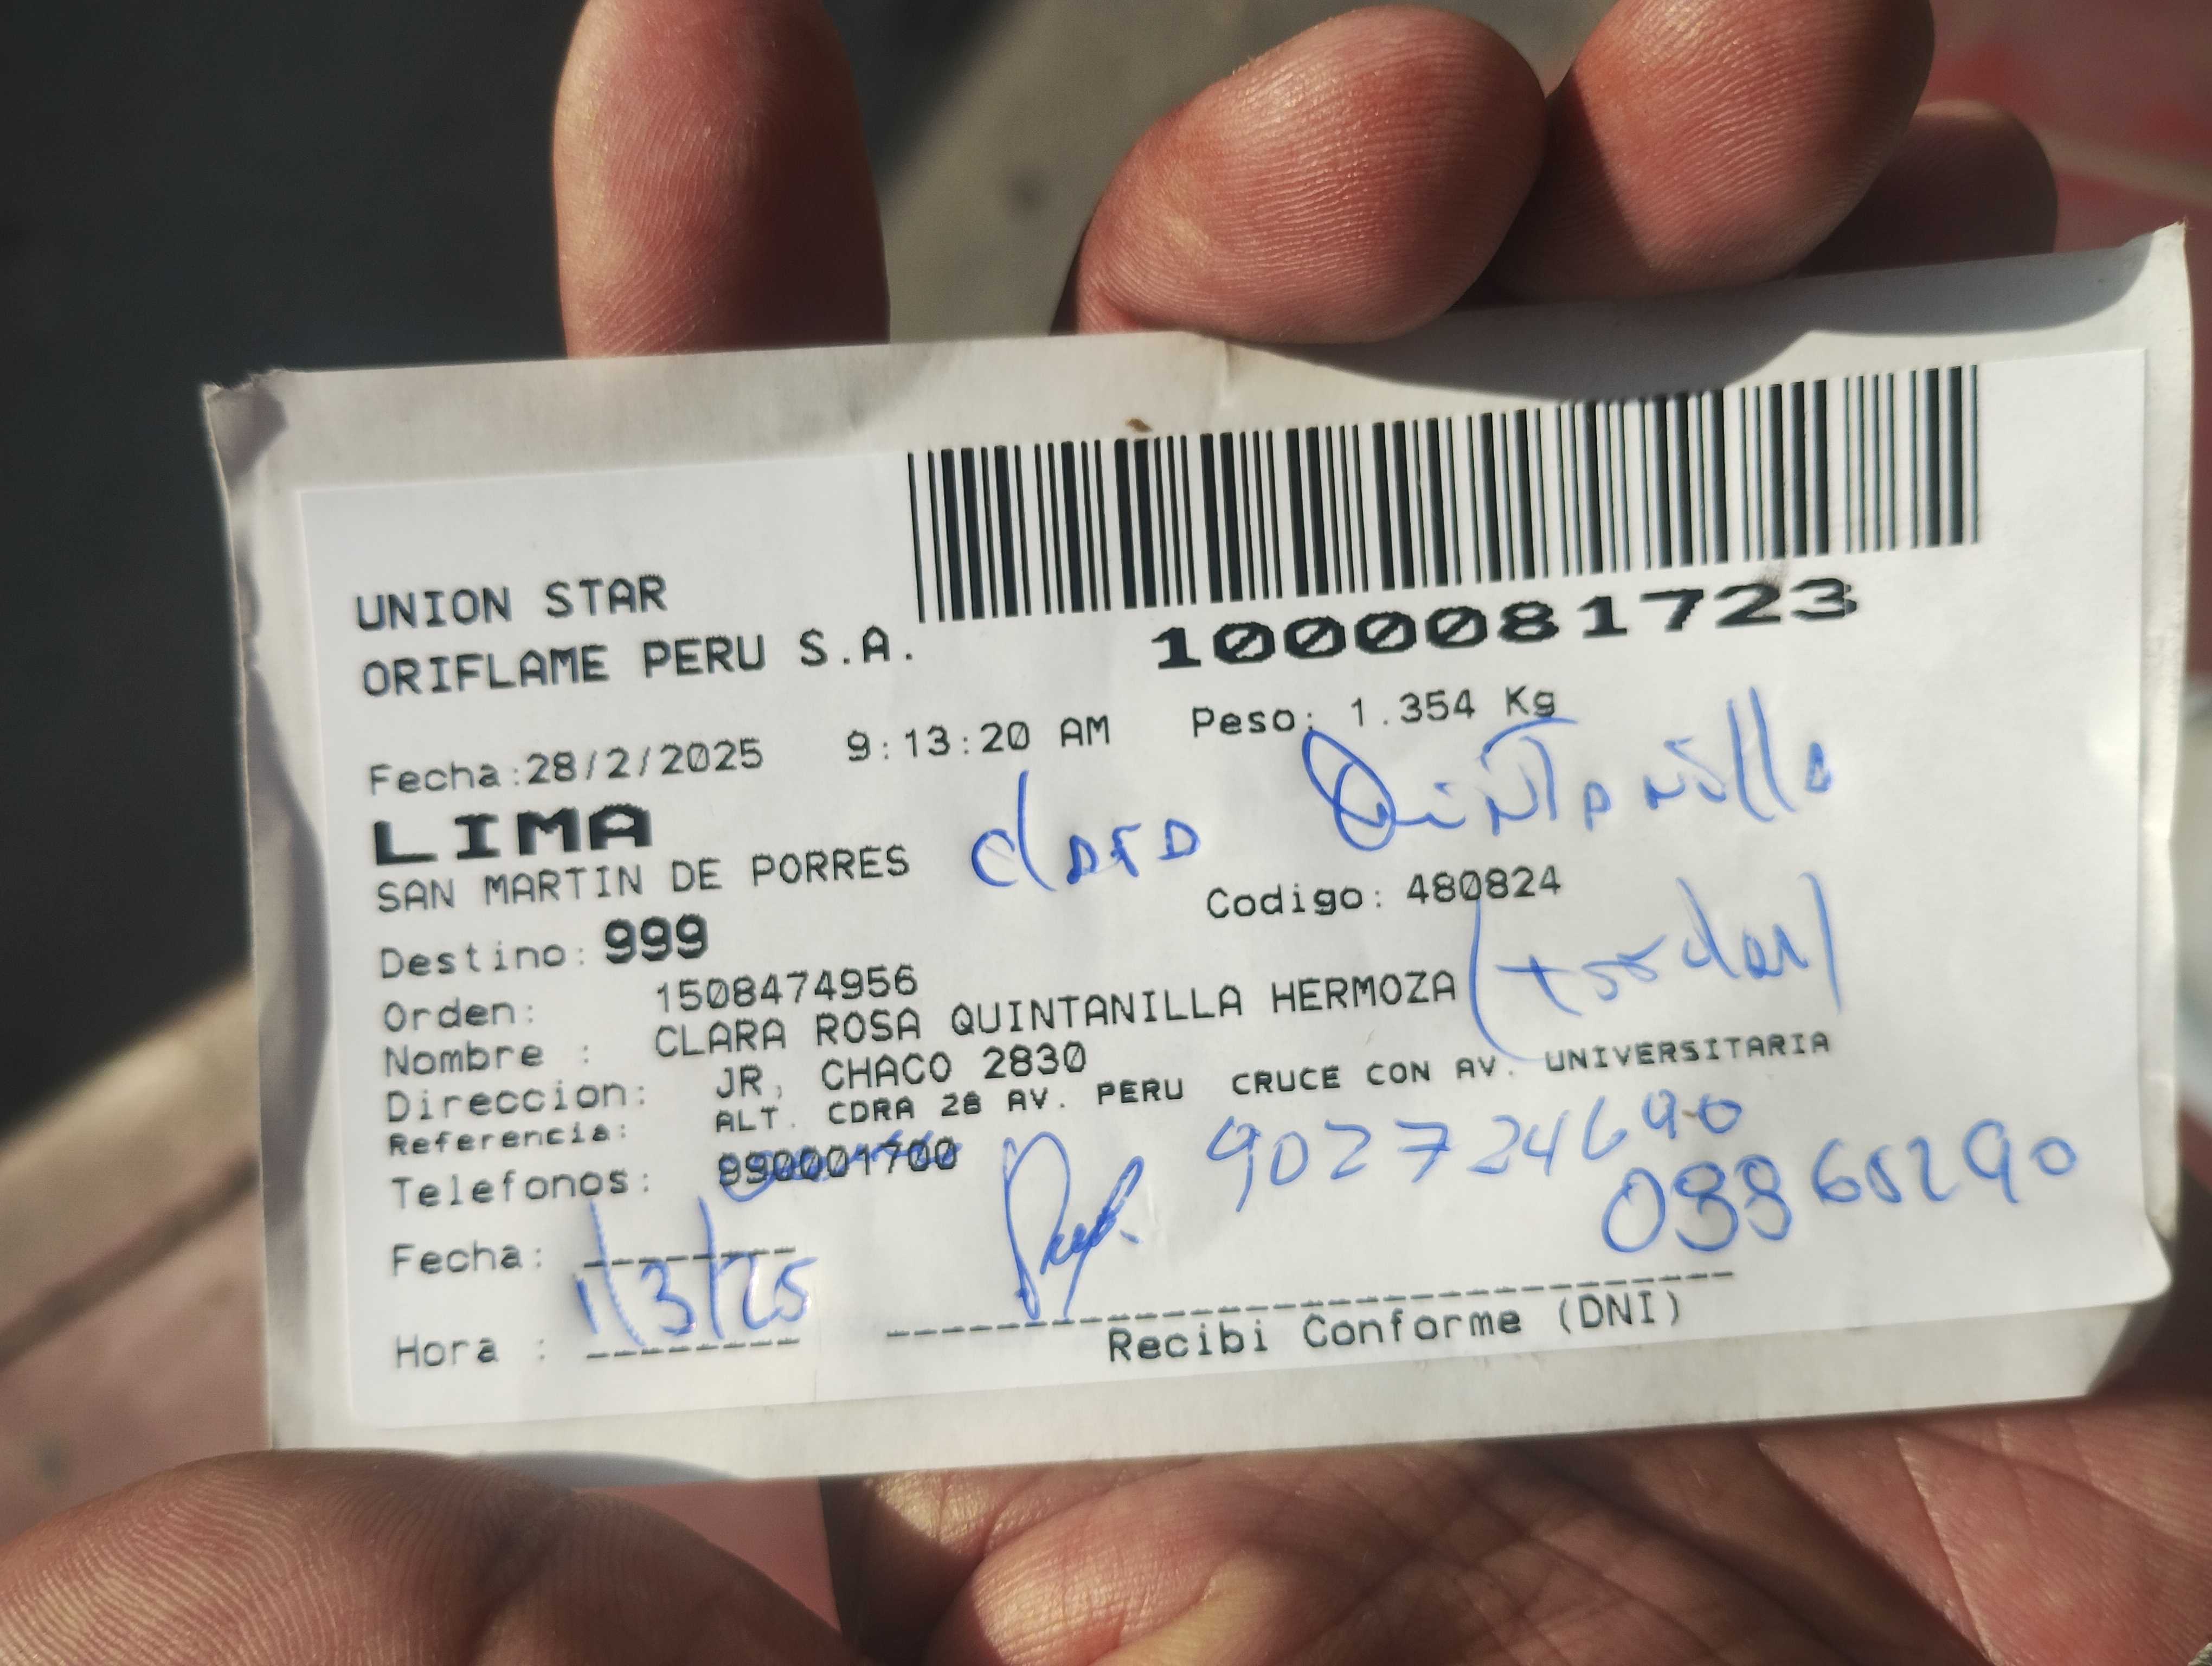 UNION STAR
ORIFLAME PERU S.A.
1000081723
Fecha:28/2/2025 9:13:20 AM Peso: 1.354 Kg
LIMA
SAN MARTIN DE PORRES
Clara Quintanilla
Codigo: 480824
Destino: 999
Orden: 1508474956
Nombre : CLARA ROSA QUINTANILLA HERMOZA
Direccion: JR, CHACO 2830
Referencia: ALT. CDRA 28 AV. PERU CRUCE CON AV. UNIVERSITARIA
Telefonos: 990001700
902724690
Fecha:
1/3/25
Hora :
Recibi Conforme (DNI)